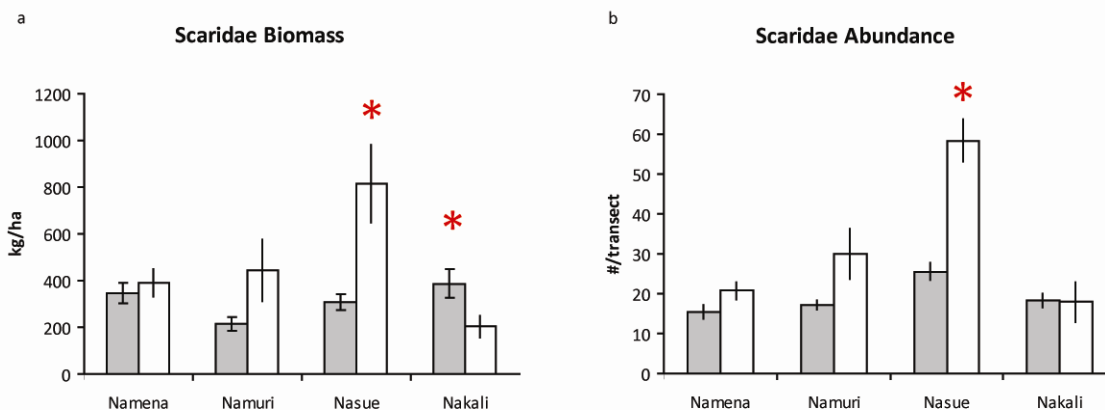 a
Scaridae Biomass
kg/ha
1200
1000
800
600
400
200
0
Namena Namuri Nasue Nakali
b
Scaridae Abundance
#/transect
70
60
50
40
30
20
10
0
Namena Namuri Nasue Nakali